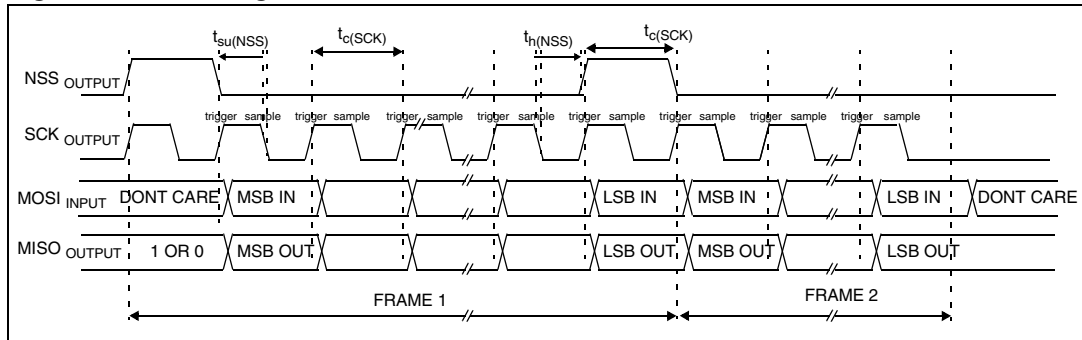 tsu(NSS) tc(SCK) th(NSS) tc(SCK)
NSS OUTPUT
trigger sample trigger sample trigger sample trigger sample trigger sample trigger sample trigger sample trigger sample
SCK OUTPUT
MOSI INPUT DONT CARE MSB IN LSB IN MSB IN LSB IN DONT CARE
MISO OUTPUT 1 OR 0 MSB OUT LSB OUT MSB OUT LSB OUT
FRAME 1 FRAME 2